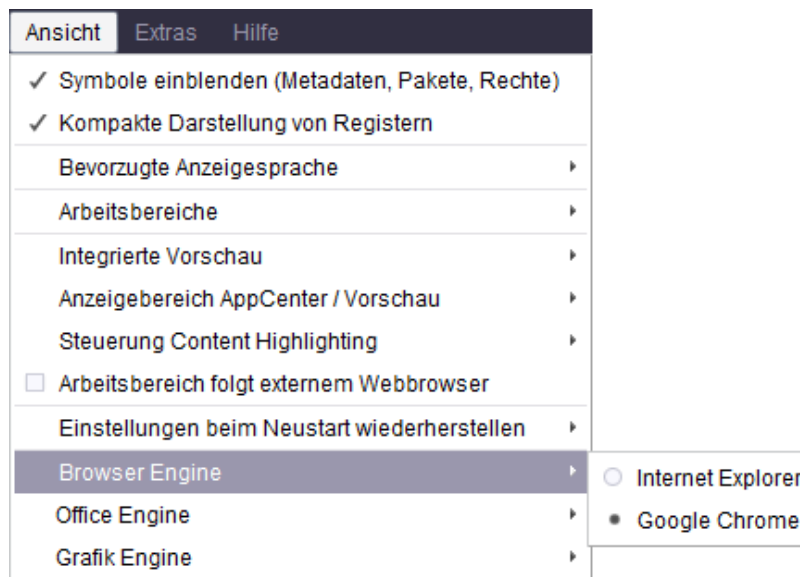 Ansicht Extras Hilfe
Symbole einblenden (Metadaten, Pakete, Rechte)
Kompakte Darstellung von Registern
Bevorzugte Anzeigesprache
Arbeitsbereiche
Integrierte Vorschau
Anzeigebereich AppCenter / Vorschau
Steuerung Content Highlighting
Arbeitsbereich folgt externem Webbrowser
Einstellungen beim Neustart wiederherstellen
Browser Engine
Internet Explorer
Google Chrome
Office Engine
Grafik Engine